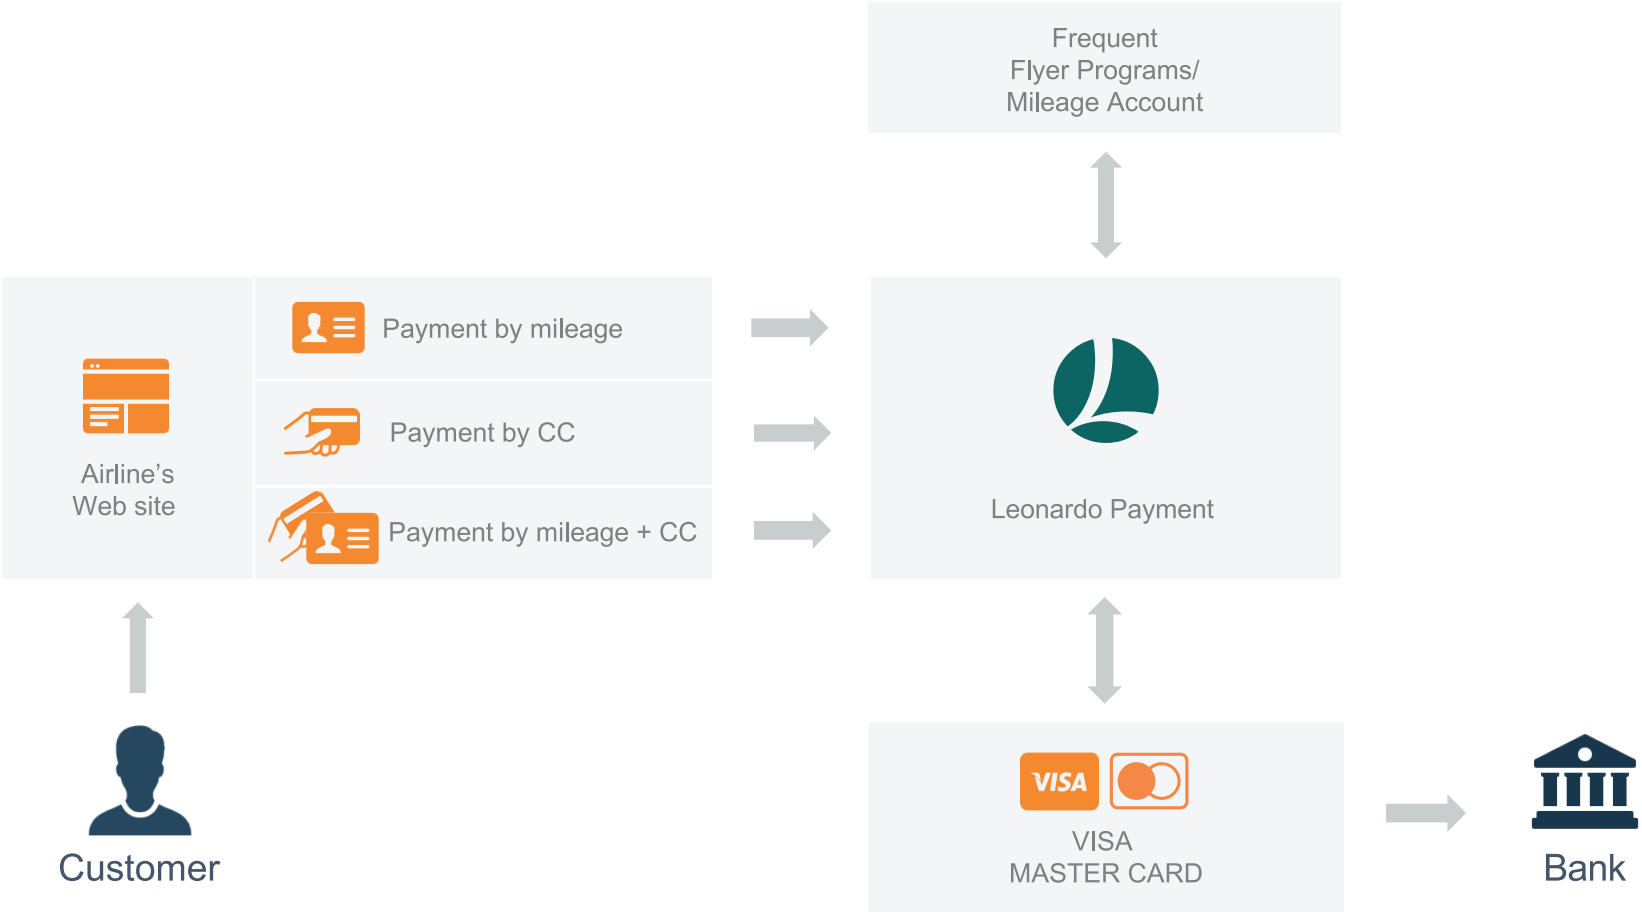 Frequent
Flyer Programs/
Mileage Account
Payment by mileage
Payment by CC
Payment by mileage + CC
Airline’s
Web site
Leonardo Payment
Customer
VISA
VISA
MASTER CARD
Bank